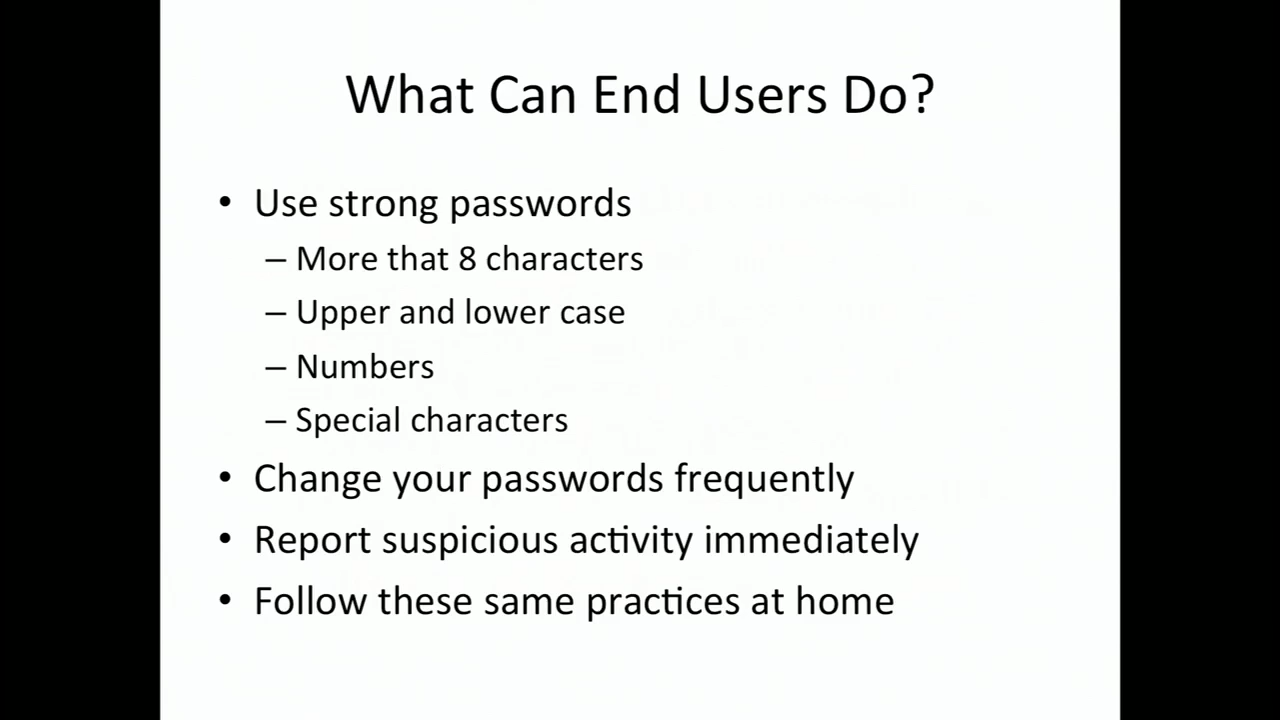 What Can End Users Do?
• Use strong passwords
– More that 8 characters
– Upper and lower case
– Numbers
– Special characters
• Change your passwords frequently
• Report suspicious activity immediately
• Follow these same practices at home